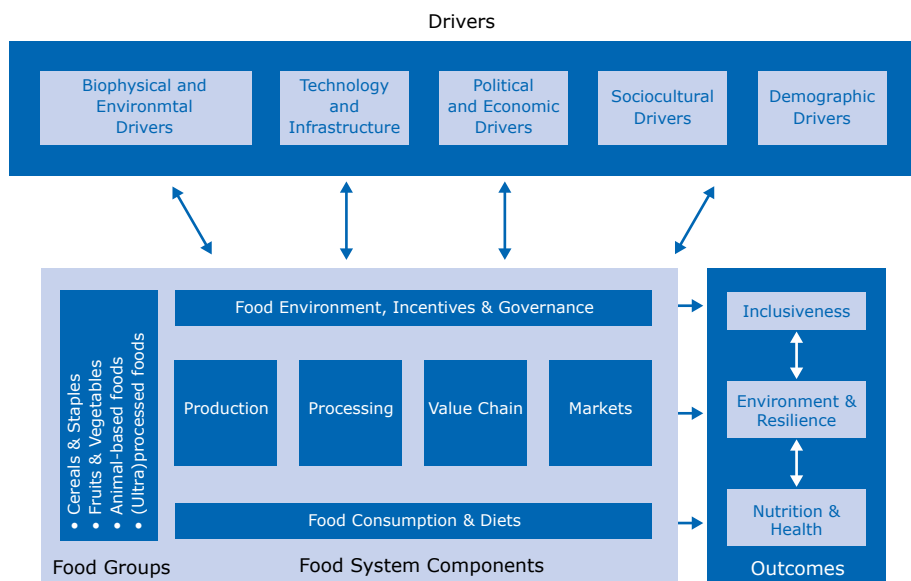 Drivers
Biophysical and
Environmtal
Drivers
Technology
and
Infrastructure
Political
and Economic
Drivers
Sociocultural
Drivers
Demographic
Drivers
• Cereals & Staples
• Fruits & Vegetables
• Animal-based foods
• (Ultra)processed foods
Food Environment, Incentives & Governance
Production
Processing
Value Chain
Markets
Food Consumption & Diets
Food Groups
Food System Components
Inclusiveness
Environment &
Resilience
Nutrition &
Health
Outcomes